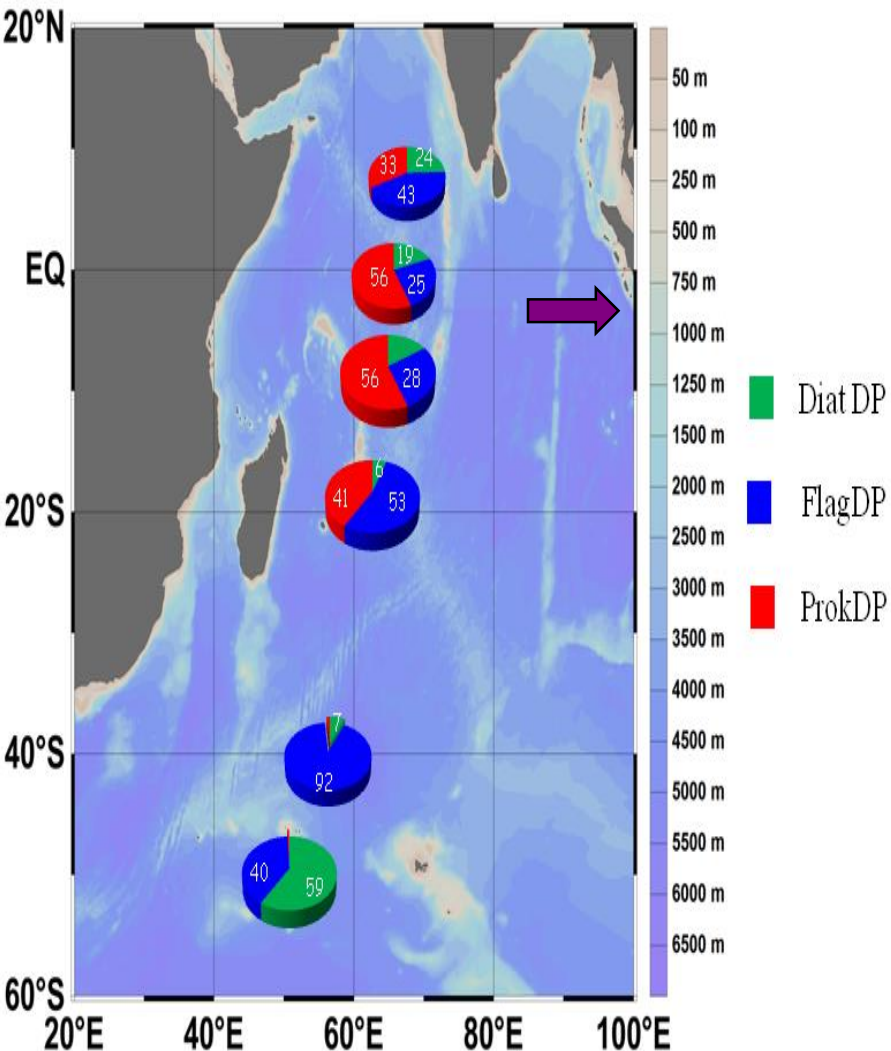 20°N
EQ
20°S
40°S
60°S
20°E
40°E
60°E
80°E
100°E
33
24
43
19
56
25
56
28
6
41
53
7
92
40
59
50 m
100 m
250 m
500 m
750 m
1000 m
1250 m
1500 m
2000 m
2500 m
3000 m
3500 m
4000 m
4500 m
5000 m
5500 m
6000 m
6500 m
Diat DP
FlagDP
ProkDP